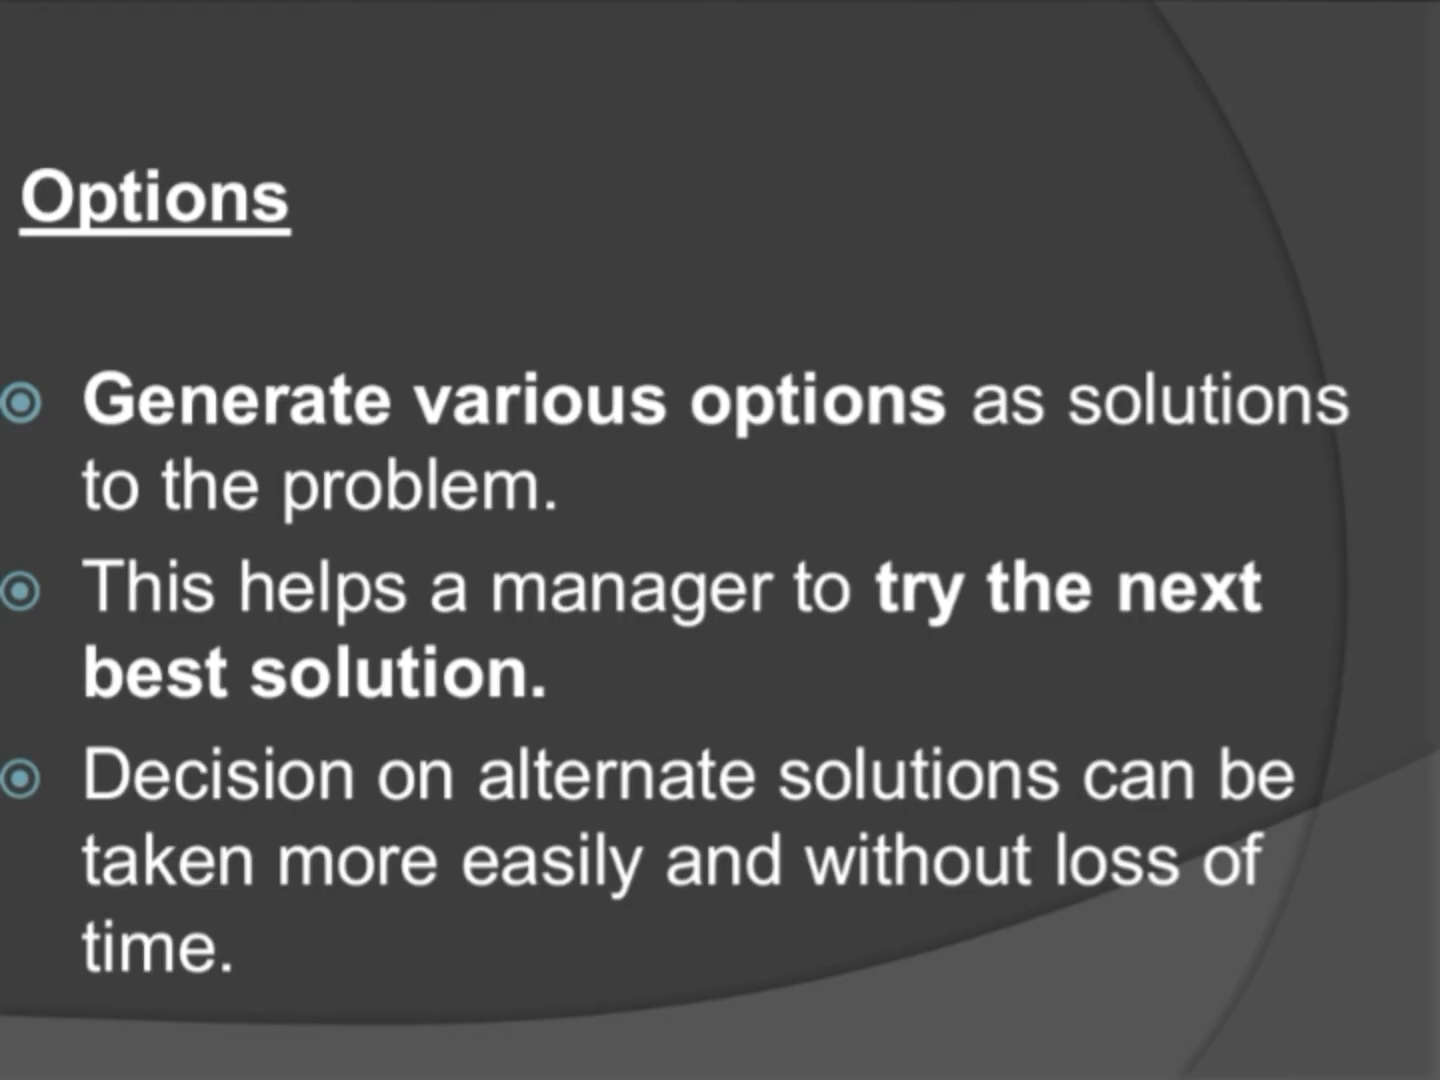 Options
Generate various options as solutions
to the problem.
This helps a manager to try the next
best solution.
Decision on alternate solutions can be
taken more easily and without loss of
time.